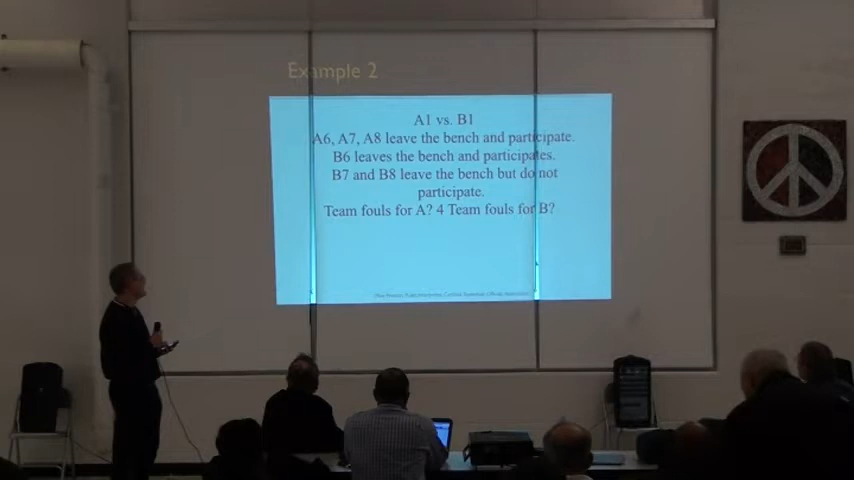 Example 2
A1 vs. B1
A6, A7, A8 leave the bench and participate.
B6 leaves the bench and participates.
B7 and B8 leave the bench but do not
participate.
Team fouls for A? 4 Team fouls for B?